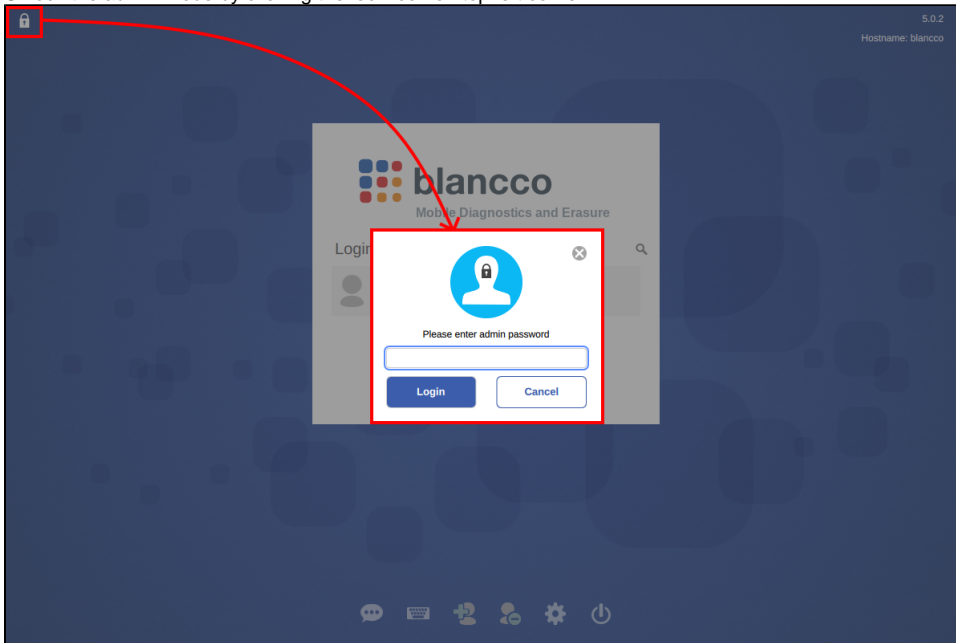 5.0.2
Hostname: blancco
blancco
Mobile Diagnostics and Erasure
Login
Please enter admin password
Login
Cancel